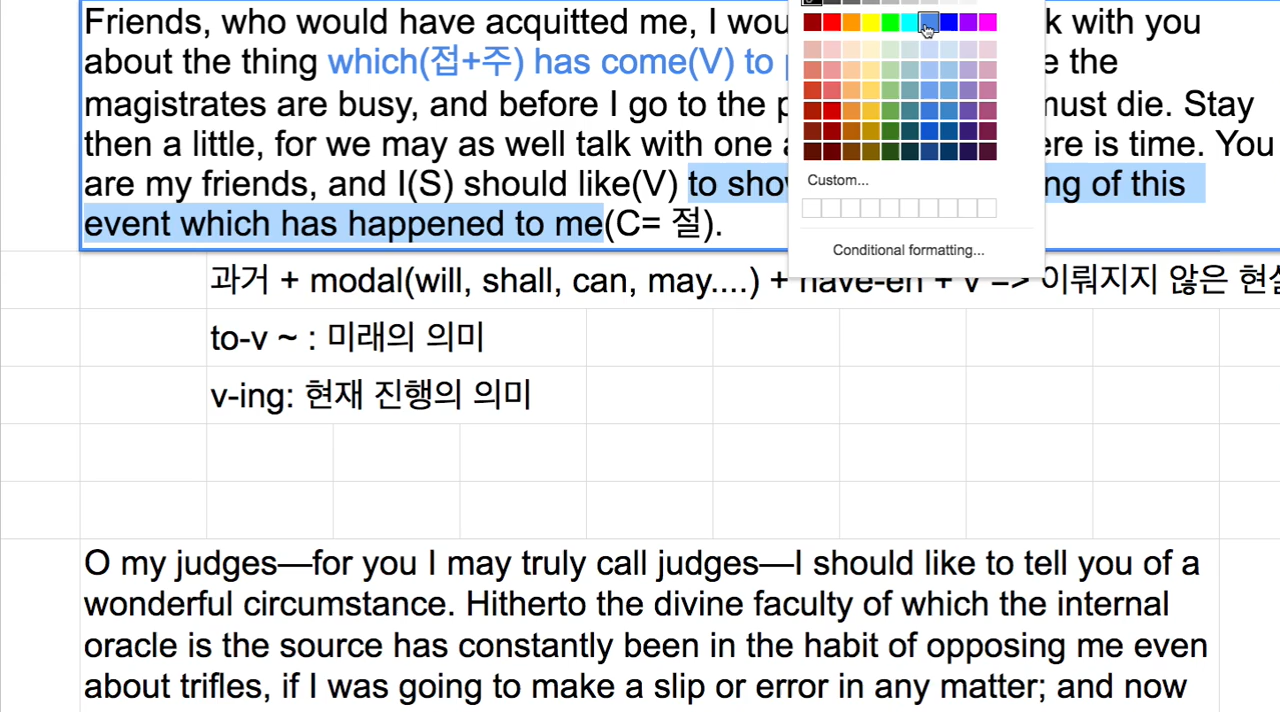 Friends, who would have acquitted me, I wou k with you
about the thing which(접+주) has come(V) to e the
magistrates are busy, and before I go to the p must die. Stay
then a little, for we may as well talk with one a ere is time. You
are my friends, and I(S) should like(V) to show ng of this
event which has happened to me(C= 절).
Custom...
Conditional formatting...
과거 + modal(will, shall, can, may....) + have-en + v => 이뤄지지 않은 현실
to-v ~ : 미래의 의미
v-ing: 현재 진행의 의미
O my judges—for you I may truly call judges—I should like to tell you of a
wonderful circumstance. Hitherto the divine faculty of which the internal
oracle is the source has constantly been in the habit of opposing me even
about trifles, if I was going to make a slip or error in any matter; and now